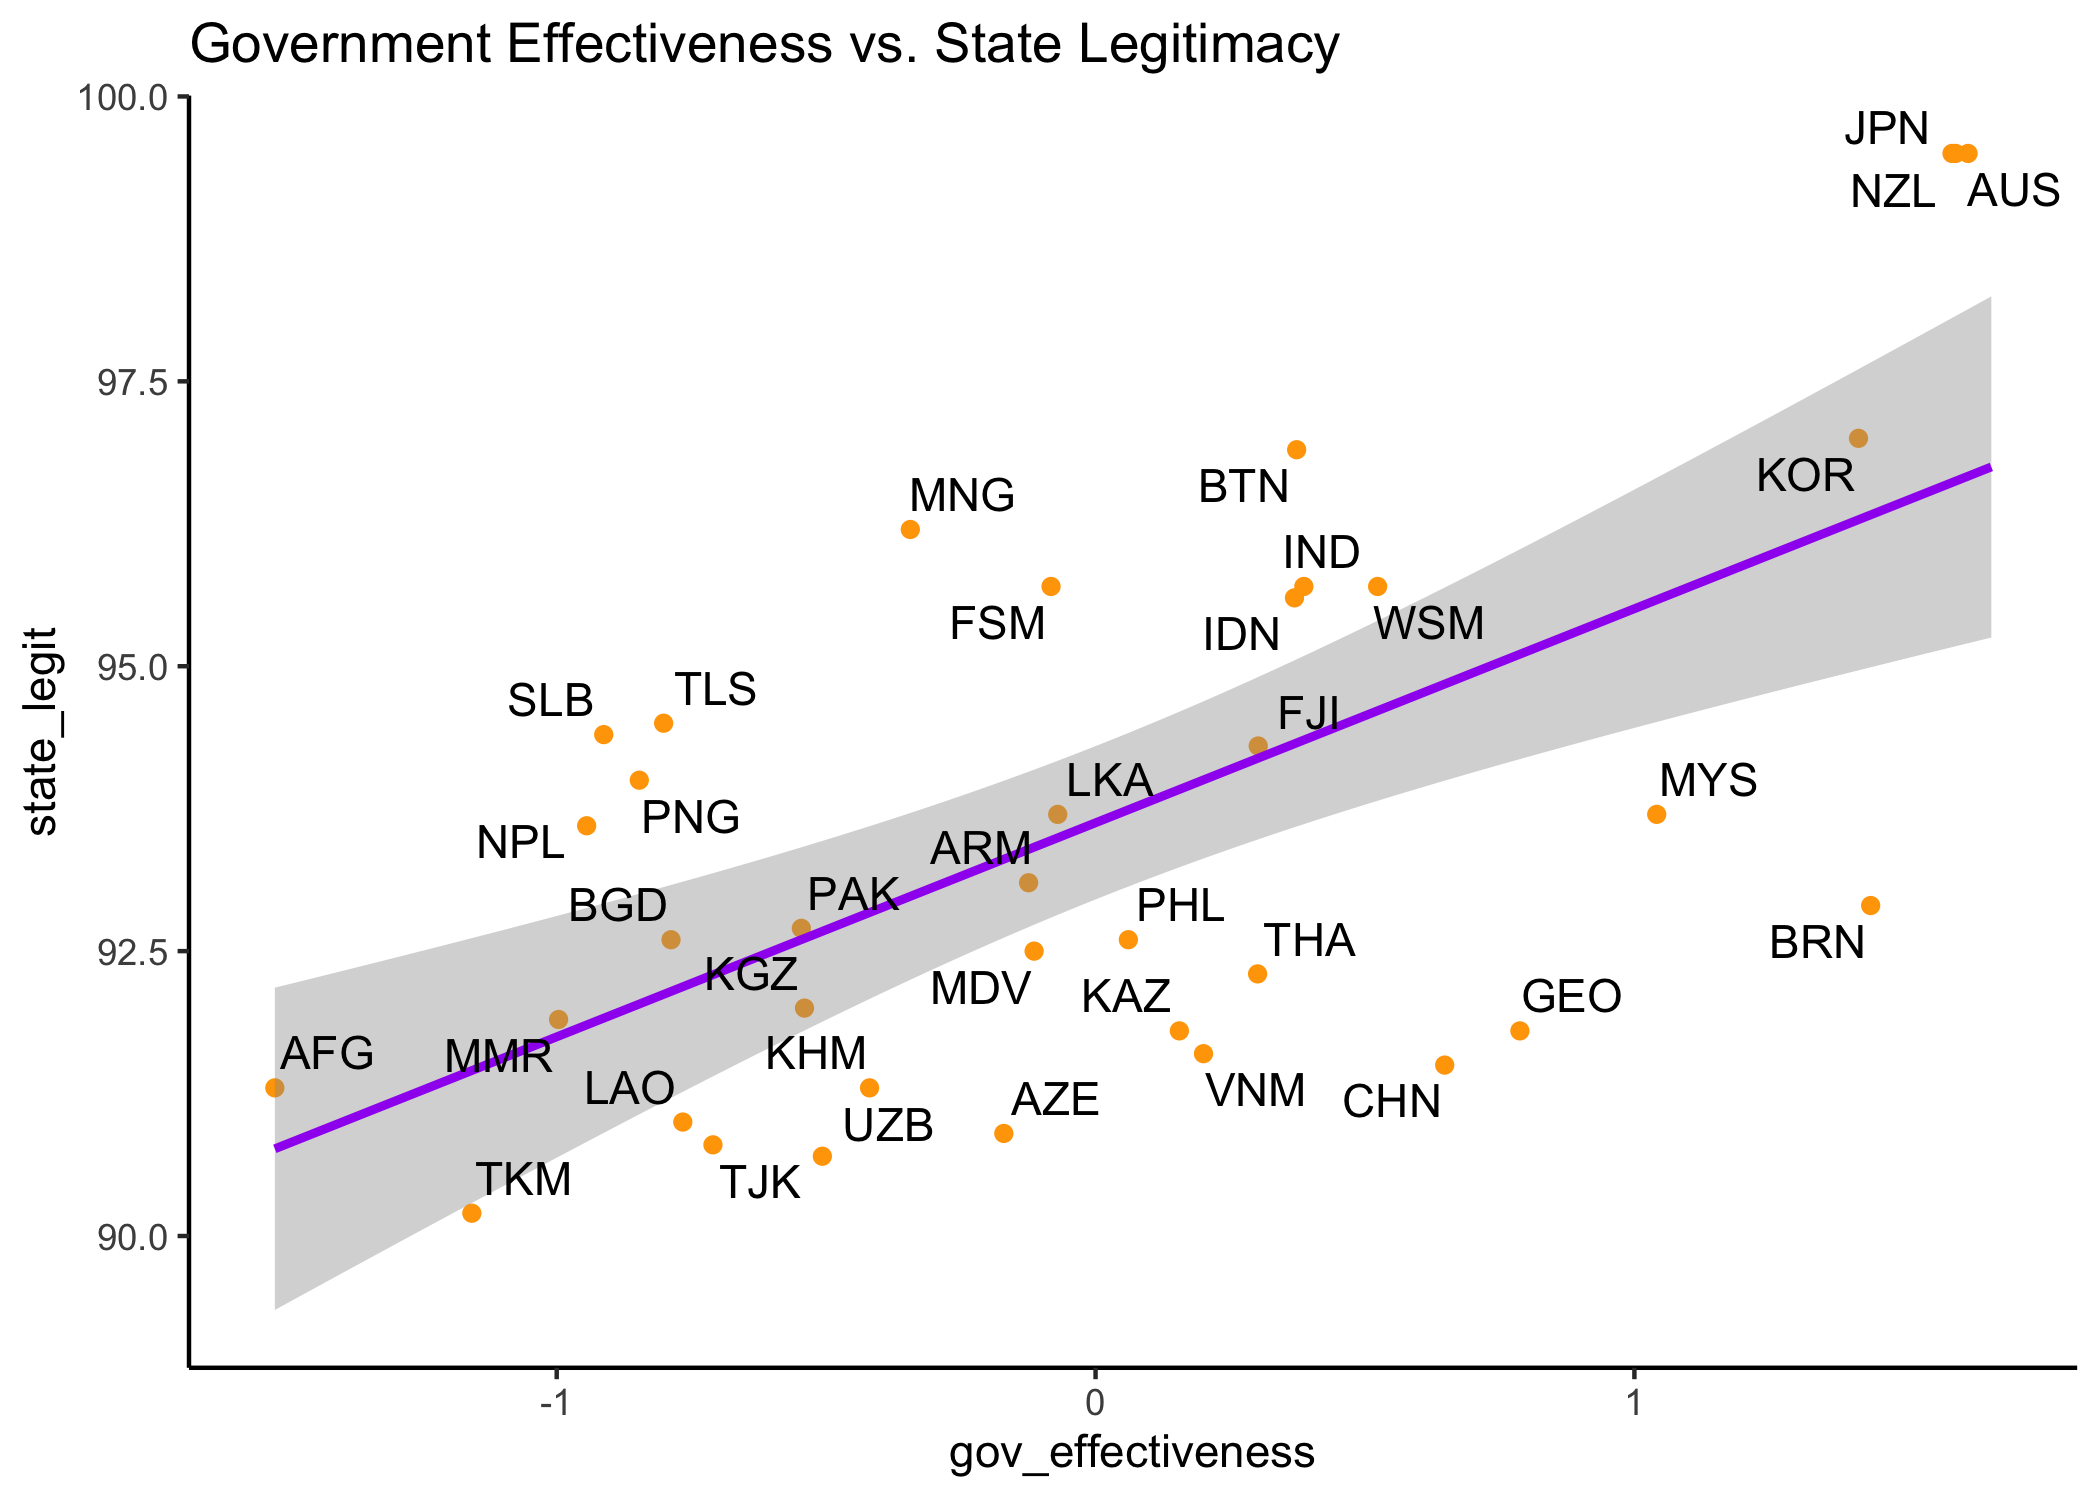 Government Effectiveness vs. State Legitimacy
100.0
JPN
NZL AUS
97.5
BTN
KOR
MNG
IND
FSM
IDN
WSM
95.0
SLB
TLS
FJI
LKA
MYS
NPL
PNG
ARM
BGD
PAK
PHL
THA
BRN
92.5
KGZ
MDV
KAZ
GEO
AFG
MMR
KHM
LAO
UZB
AZE
VNM
CHN
TKM
TJK
90.0
state_legit
-1
0
1
gov_effectiveness